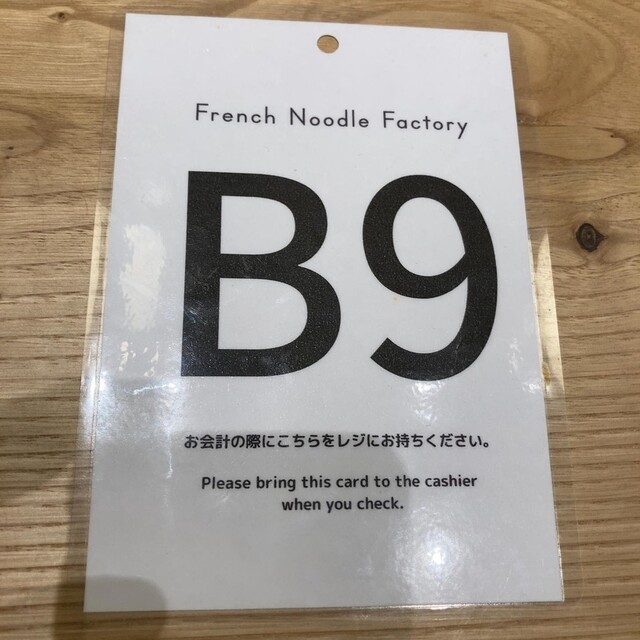 French Noodle Factory
B9
お会計の際にこちらをレジにお持ちください。
Please bring this card to the cashier
when you check.